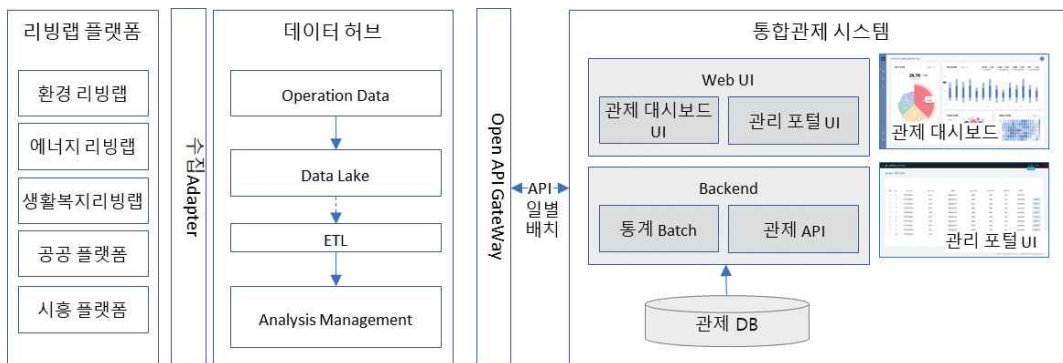 리빙랩 플랫폼
환경 리빙랩
에너지 리빙랩
생활복지리빙랩
공공 플랫폼
시흥 플랫폼
수집Adapter
데이터 허브
Operation Data
Data Lake
ETL
Analysis Management
Open API GateWay
API
일별
배치
통합관제 시스템
Web UI
관제 대시보드
UI
관리 포털 UI
Backend
통계 Batch
관제 API
관제 DB
관제 대시보드
관리 포털 UI